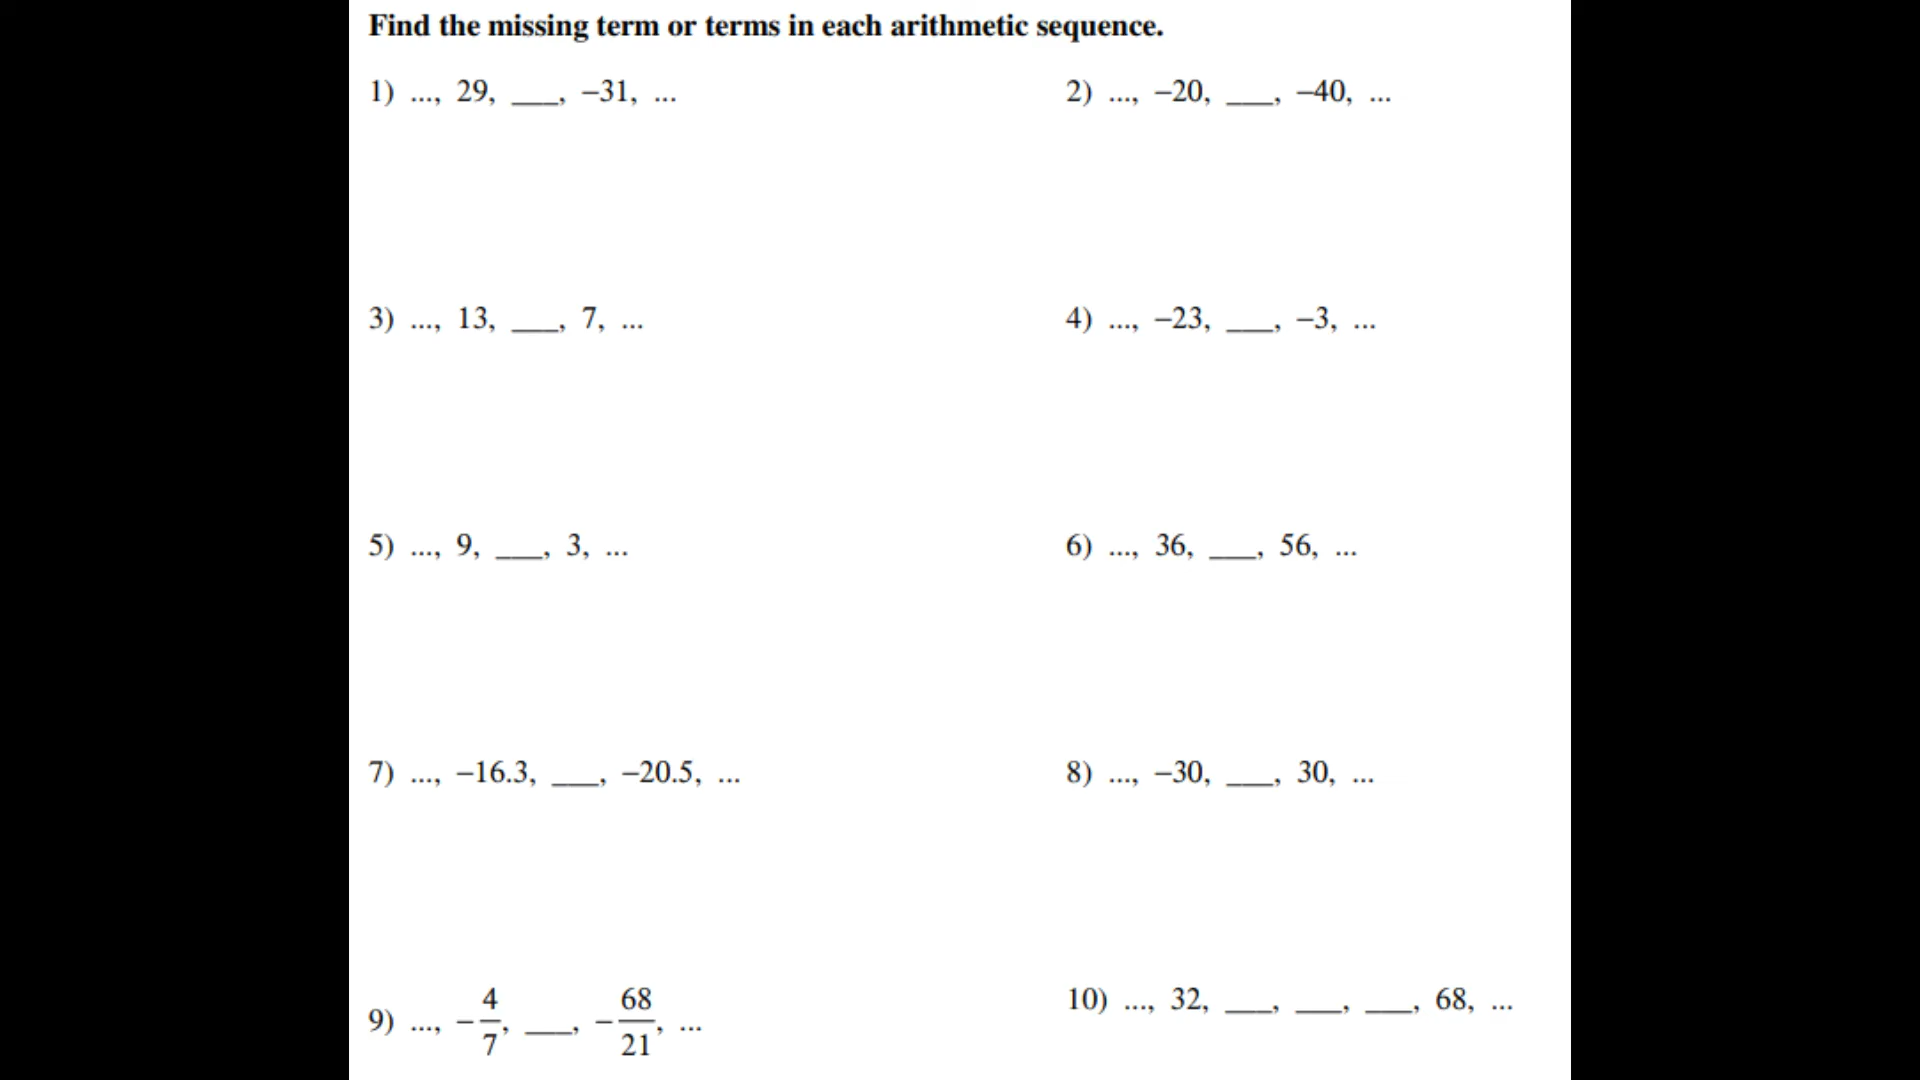 Find the missing term or terms in each arithmetic sequence.
1) ..., 29, ___, −31, ...
2) ..., −20, ___, −40, ...
3) ..., 13, ___, 7, ...
4) ..., −23, ___, −3, ...
5) ..., 9, ___, 3, ...
6) ..., 36, ___, 56, ...
7) ..., −16.3, ___, −20.5, ...
8) ..., −30, ___, 30, ...
9) ..., −4/7, ___, −68/21, ...
10) ..., 32, ___, ___, ___, 68, ...